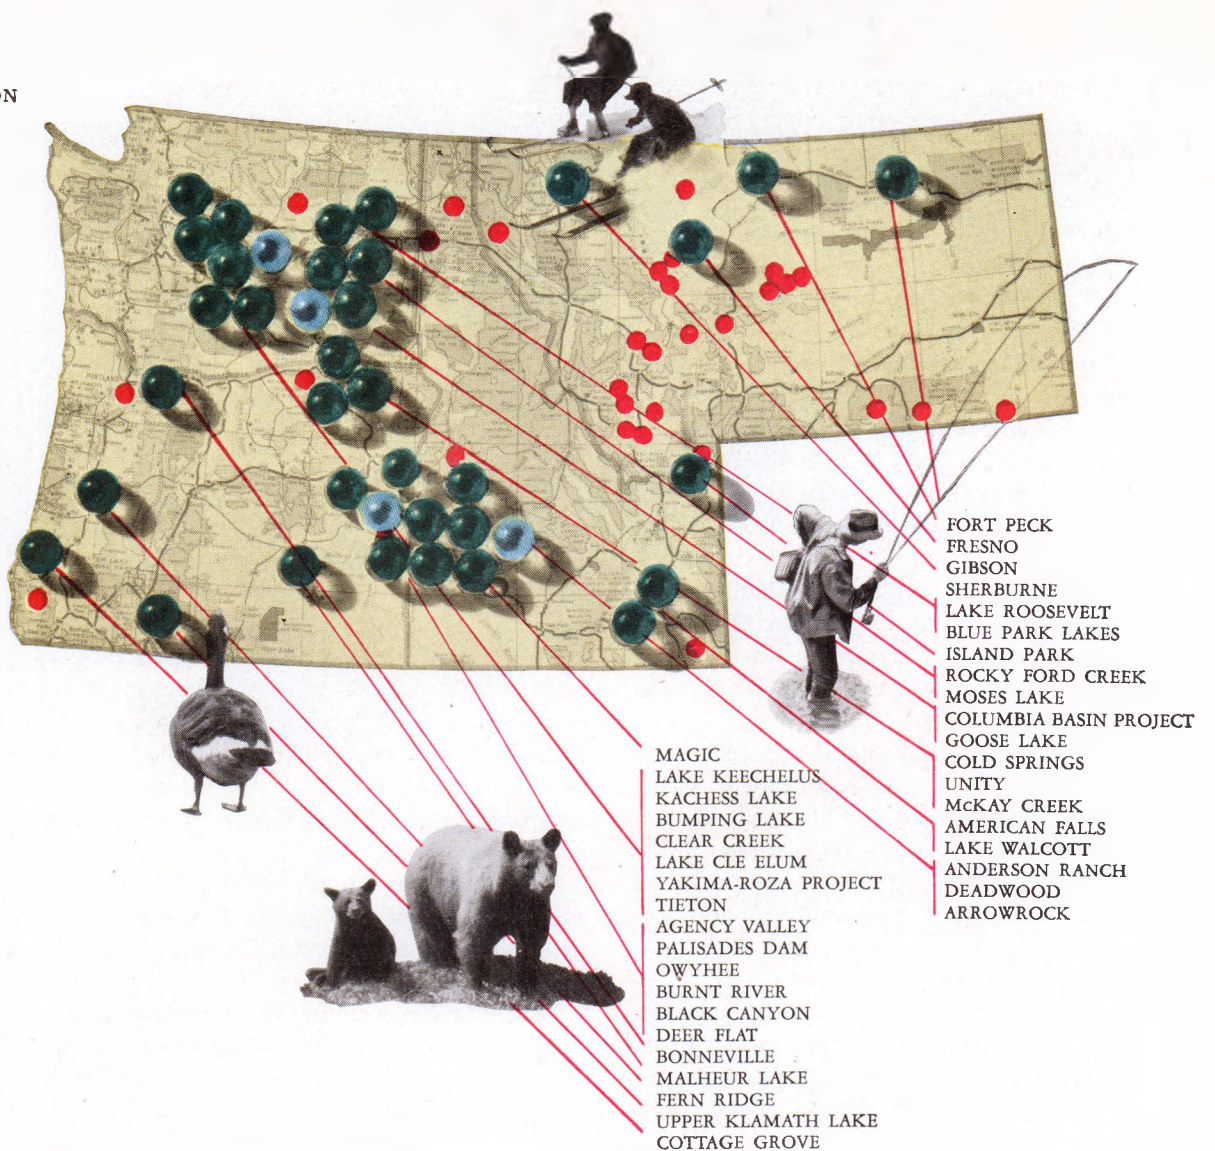 ON
FORT PECK
FRESNO
GIBSON
SHERBURNE
LAKE ROOSEVELT
BLUE PARK LAKES
ISLAND PARK
ROCKY FORD CREEK
MOSES LAKE
COLUMBIA BASIN PROJECT
GOOSE LAKE
COLD SPRINGS
UNITY
McKAY CREEK
AMERICAN FALLS
LAKE WALCOTT
ANDERSON RANCH
DEADWOOD
ARROWROCK
MAGIC
LAKE KEECHELUS
KACHESS LAKE
BUMPING LAKE
CLEAR CREEK
LAKE CLE ELUM
YAKIMA-ROZA PROJECT
TIETON
AGENCY VALLEY
PALISADES DAM
OWYHEE
BURNT RIVER
BLACK CANYON
DEER FLAT
BONNEVILLE
MALHEUR LAKE
FERN RIDGE
UPPER KLAMATH LAKE
COTTAGE GROVE